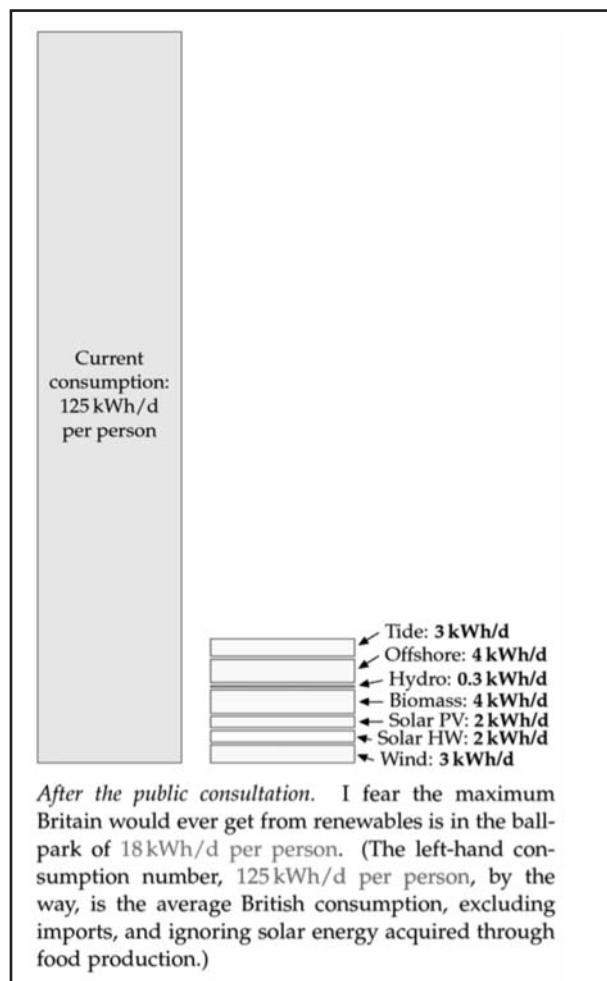 Current
consumption:
125 kWh/d
per person
Tide: 3 kWh/d
Offshore: 4 kWh/d
Hydro: 0.3 kWh/d
Biomass: 4 kWh/d
Solar PV: 2 kWh/d
Solar HW: 2 kWh/d
Wind: 3 kWh/d
After the public consultation. I fear the maximum
Britain would ever get from renewables is in the ball-
park of 18 kWh/d per person. (The left-hand con-
sumption number, 125 kWh/d per person, by the
way, is the average British consumption, excluding
imports, and ignoring solar energy acquired through
food production.)